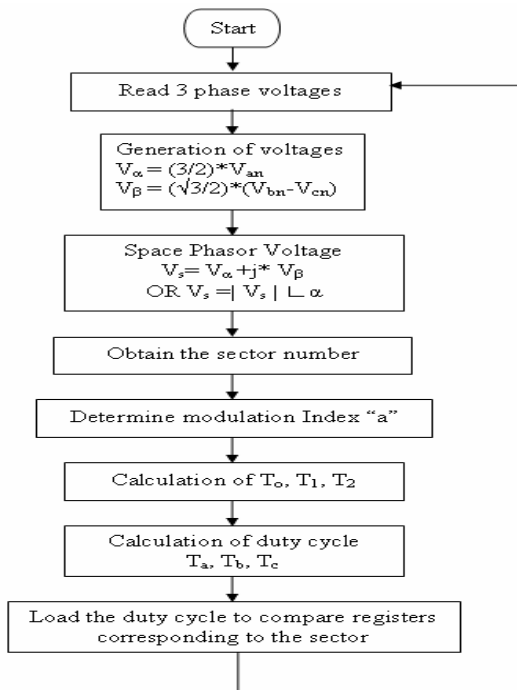 Start
Read 3 phase voltages
Generation of voltages
Vα = (3/2)*Van
Vβ = (√3/2)*(Vbn-Vcn)
Space Phasor Voltage
Vs= Vα +j* Vβ
OR Vs =| Vs | ∟ α
Obtain the sector number
Determine modulation Index “a”
Calculation of To, T1, T2
Calculation of duty cycle
Ta, Tb, Tc
Load the duty cycle to compare registers
corresponding to the sector